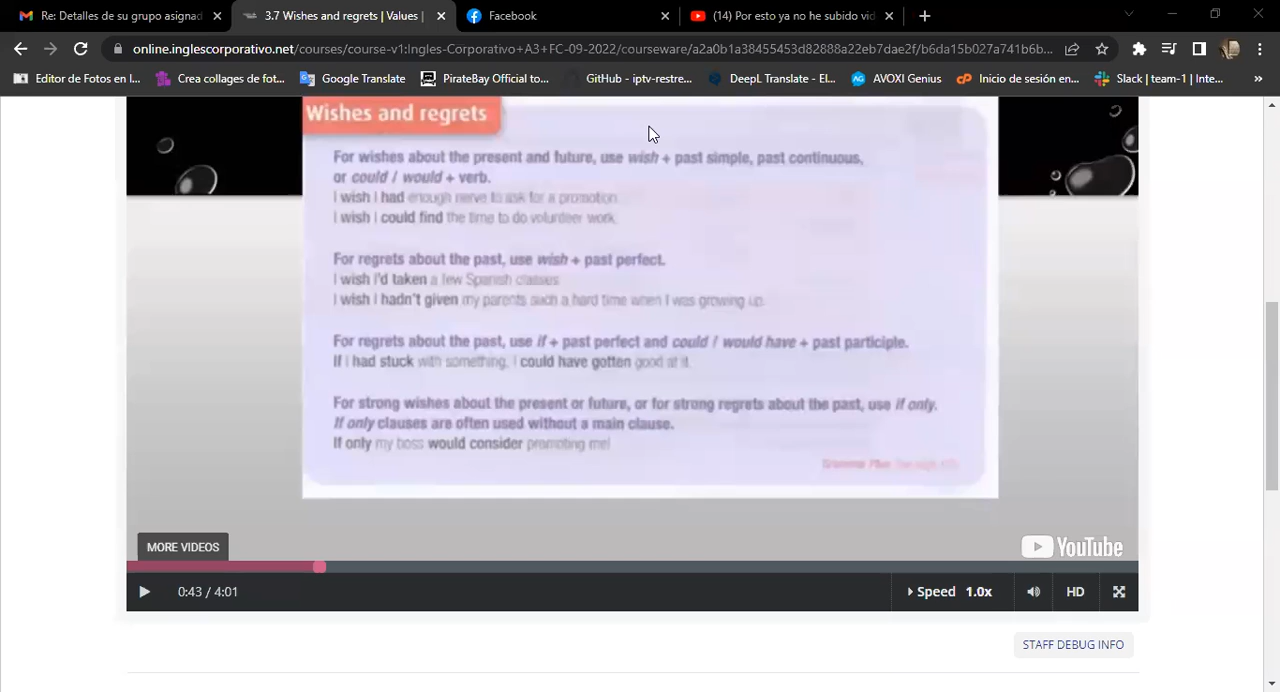 Re: Detalles de su grupo asignad
3.7 Wishes and regrets | Values |
Facebook
(14) Por esto ya no he subido vid
online.inglescorporativo.net/courses/course-v1:Ingles-Corporativo+A3+FC-09-2022/courseware/a2a0b1a38455453d82888a22eb7dae2f/b6da15b027a741b6b...
Editor de Fotos en l...
Crea collages de fot...
Google Translate
PirateBay Official to...
GitHub - iptv-restre...
DeepL Translate - El...
AVOXI Genius
Inicio de sesión en...
Slack | team-1 | Inte...
»
Wishes and regrets
For wishes about the present and future, use wish + past simple, past continuous,
or could / would + verb.
I wish I had enough nerve to ask for a promotion.
I wish I could find the time to do volunteer work.
For regrets about the past, use wish + past perfect.
I wish I'd taken a few Spanish classes.
I wish I hadn't given my parents such a hard time when I was growing up.
For regrets about the past, use if + past perfect and could / would have + past participle.
If I had stuck with something, I could have gotten good at it.
For strong wishes about the present or future, or for strong regrets about the past, use if only.
If only clauses are often used without a main clause.
If only my boss would consider promoting me!
Grammar Plus
MORE VIDEOS
YouTube
0:43 / 4:01
Speed 1.0x
HD
STAFF DEBUG INFO